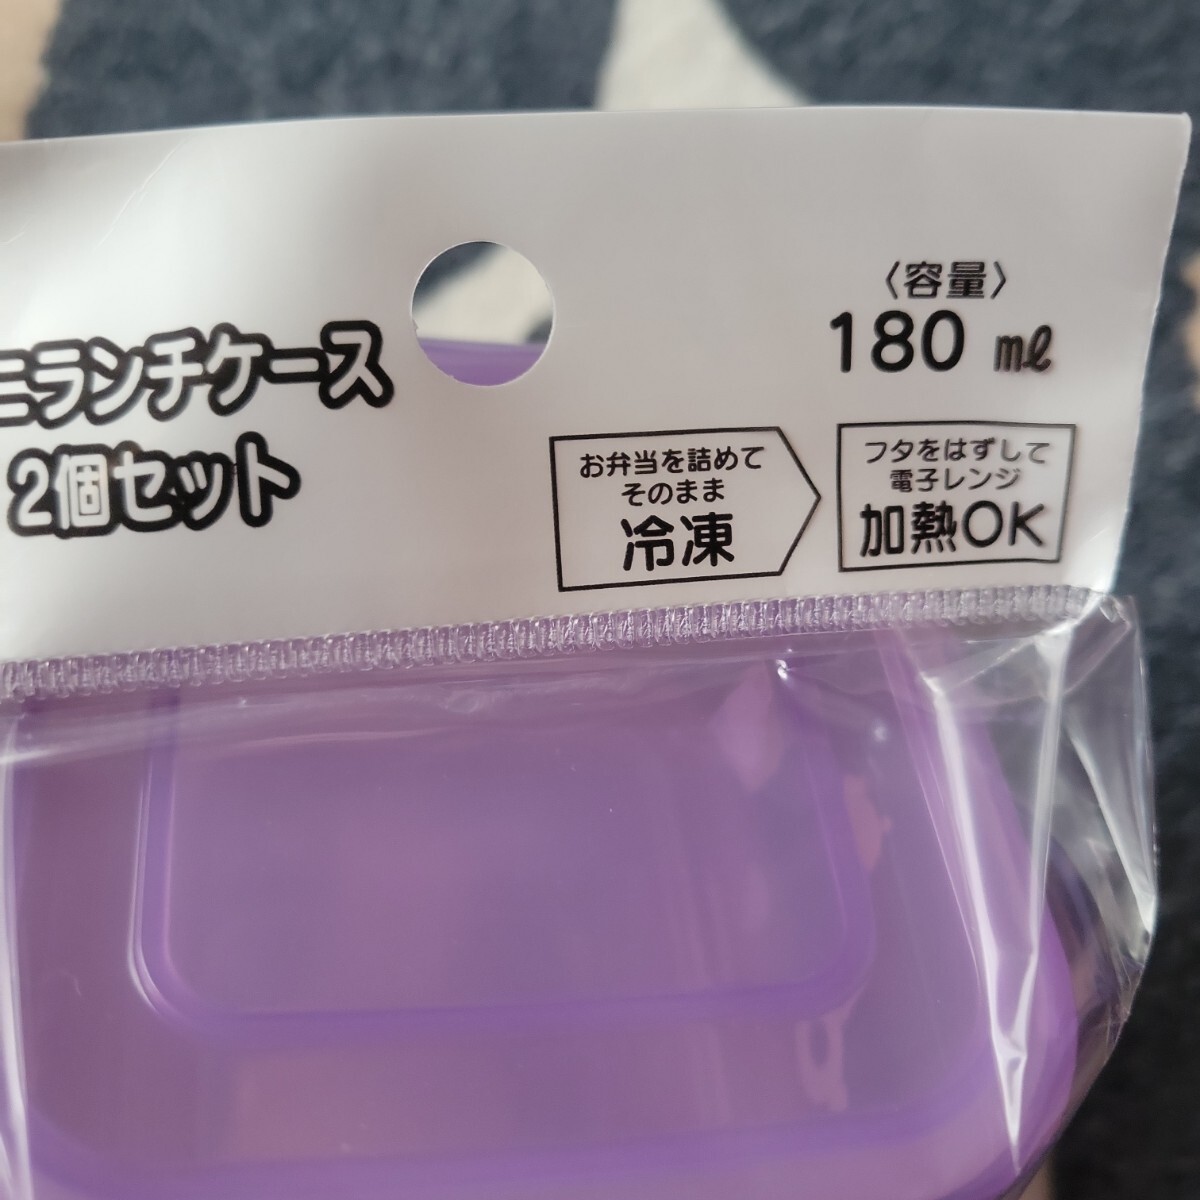 ニランチケース
2個セット
〈容量〉
180 ml
お弁当を詰めて
そのまま
冷凍
フタをはずして
電子レンジ
加熱OK